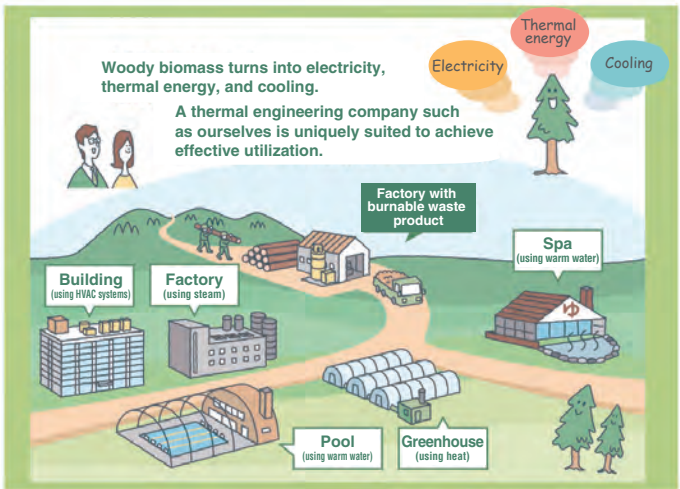 Thermal
energy
Electricity
Cooling
Woody biomass turns into electricity,
thermal energy, and cooling.
A thermal engineering company such
as ourselves is uniquely suited to achieve
effective utilization.
Factory with
burnable waste
product
Spa
(using warm water)
Building
(using HVAC systems)
Factory
(using steam)
ゆ
Pool
(using warm water)
Greenhouse
(using heat)